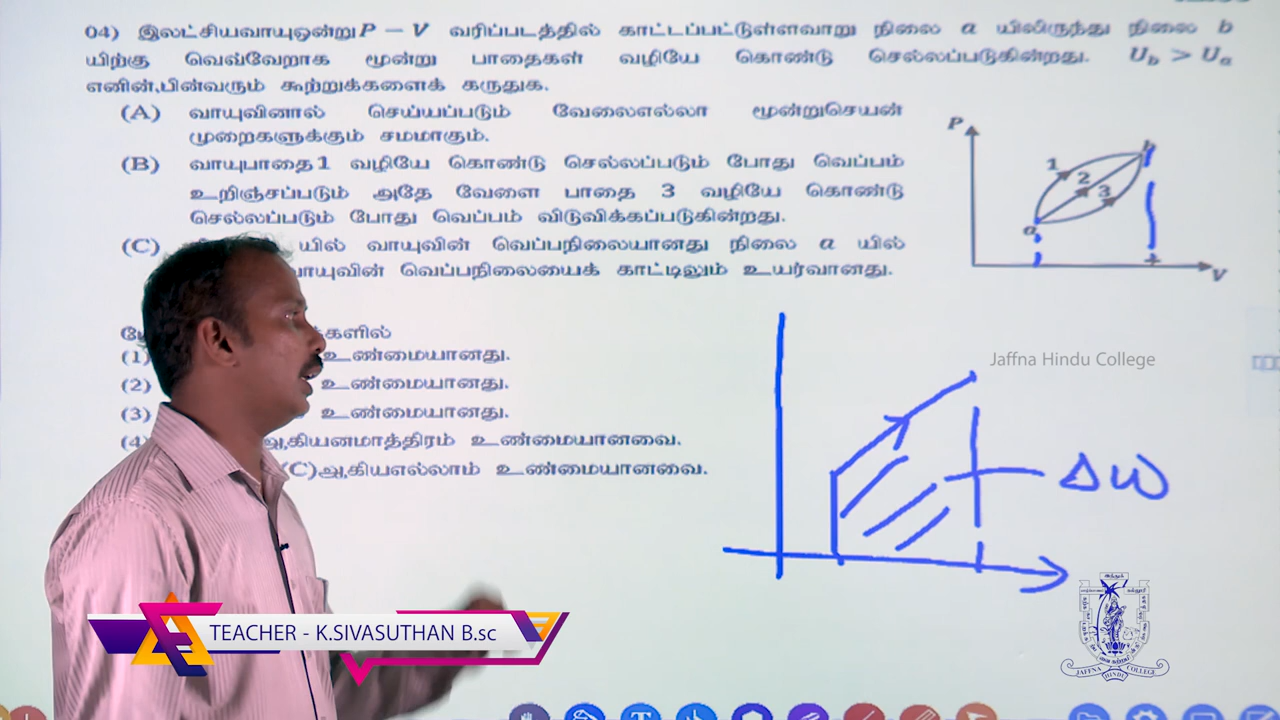 04) இலட்சியவாயுஒன்று P – V வரிப்படத்தில் காட்டப்பட்டுள்ளவாறு நிலை a யிலிருந்து நிலை b
யிற்கு வெவ்வேறாக மூன்று பாதைகள் வழியே கொண்டு செல்லப்படுகின்றது. U_b > U_a
எனின்,பின்வரும் கூற்றுக்களைக் கருதுக.
(A) வாயுவினால் செய்யப்படும் வேலைஎல்லா மூன்றுசெயன்
முறைகளுக்கும் சமமாகும்.
(B) வாயுபாதை1 வழியே கொண்டு செல்லப்படும் போது வெப்பம்
உறிஞ்சப்படும் அதே வேளை பாதை 3 வழியே கொண்டு
செல்லப்படும் போது வெப்பம் விடுவிக்கப்படுகின்றது.
(C) யில் வாயுவின் வெப்பநிலையானது நிலை a யில்
வாயுவின் வெப்பநிலையைக் காட்டிலும் உயர்வானது.
(1) உண்மையானது.
(2) உண்மையானது.
(3) உண்மையானது.
(4) ஆகியனமாத்திரம் உண்மையானவை.
(C)ஆகியஎல்லாம் உண்மையானவை.
P
1
2
3
b
a
V
Jaffna Hindu College
ΔW
TEACHER - K.SIVASUTHAN B.sc
JAFFNA HINDU COLLEGE